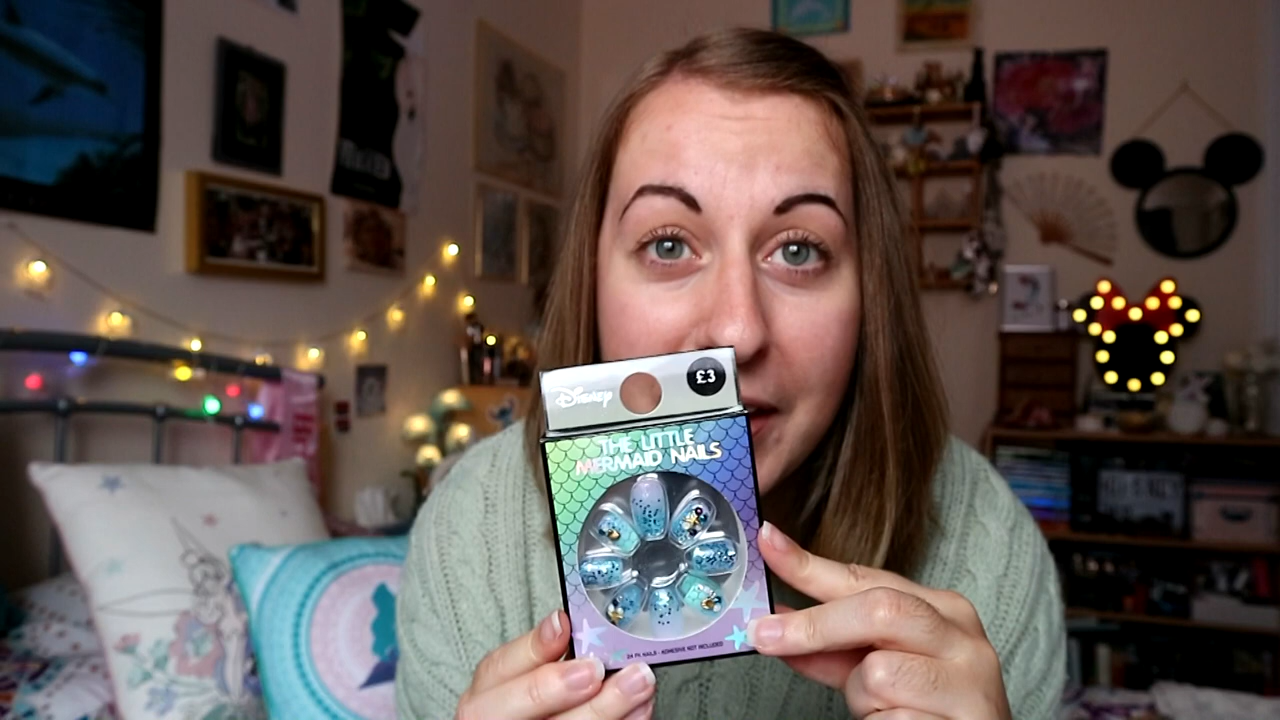 £3
Disney
THE LITTLE
MERMAID NAILS
24 PK NAILS - ADHESIVE NOT INCLUDED